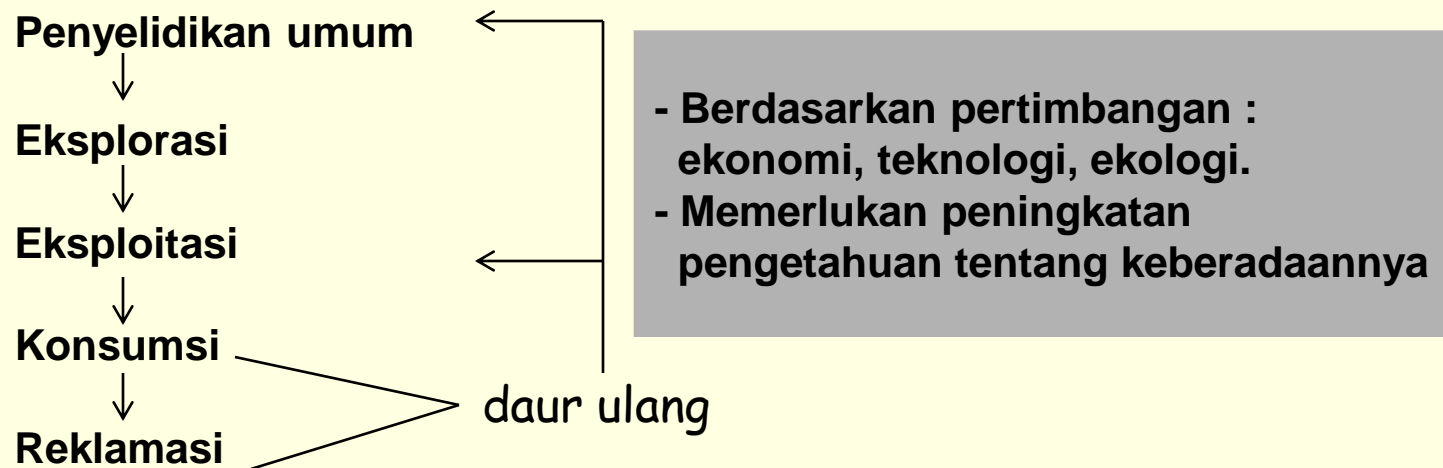 Penyelidikan umum
Eksplorasi
Eksploitasi
Konsumsi
Reklamasi
daur ulang
- Berdasarkan pertimbangan :
ekonomi, teknologi, ekologi.
- Memerlukan peningkatan
pengetahuan tentang keberadaannya